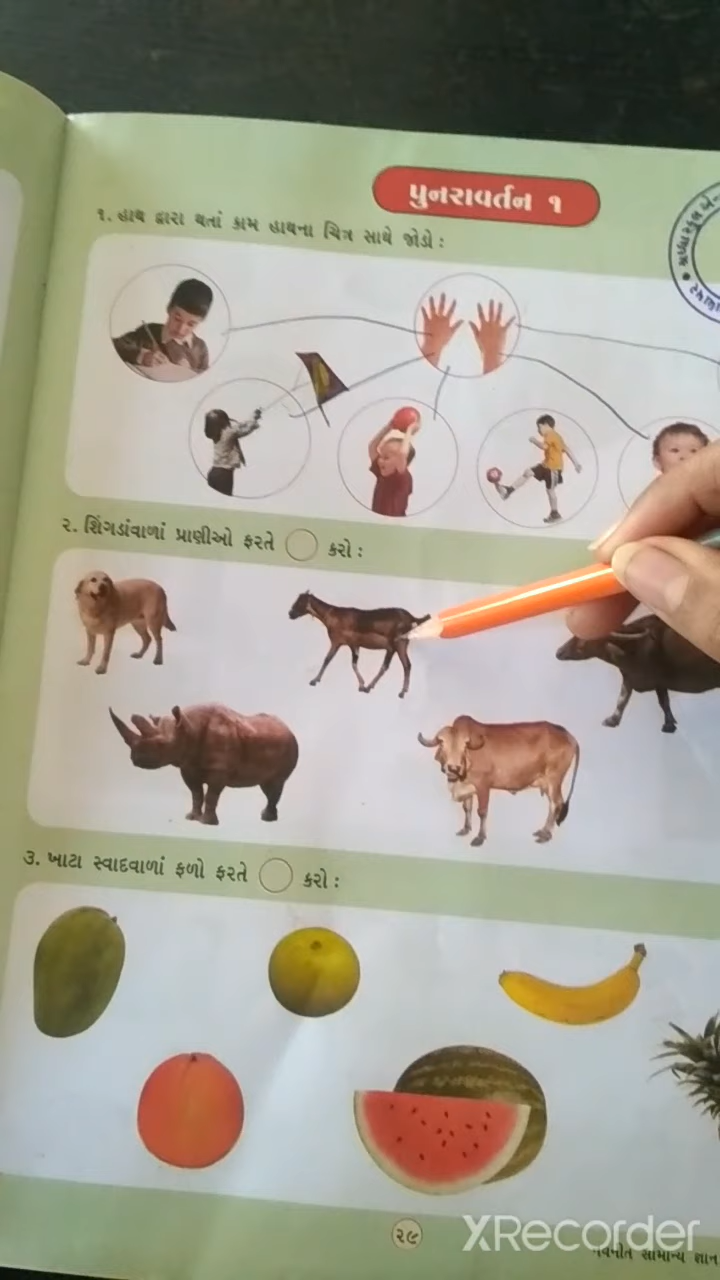 પુનરાવર્તન ૧
૧. હાથ દ્વારા થતાં કામ હાથના ચિત્ર સાથે જોડો :
૨. શિંગડાંવાળાં પ્રાણીઓ ફરતે કરો :
૩. ખાટા સ્વાદવાળાં ફળો ફરતે કરો :
૨૯
નવનીત સામાન્ય જ્ઞાન
XRecorder